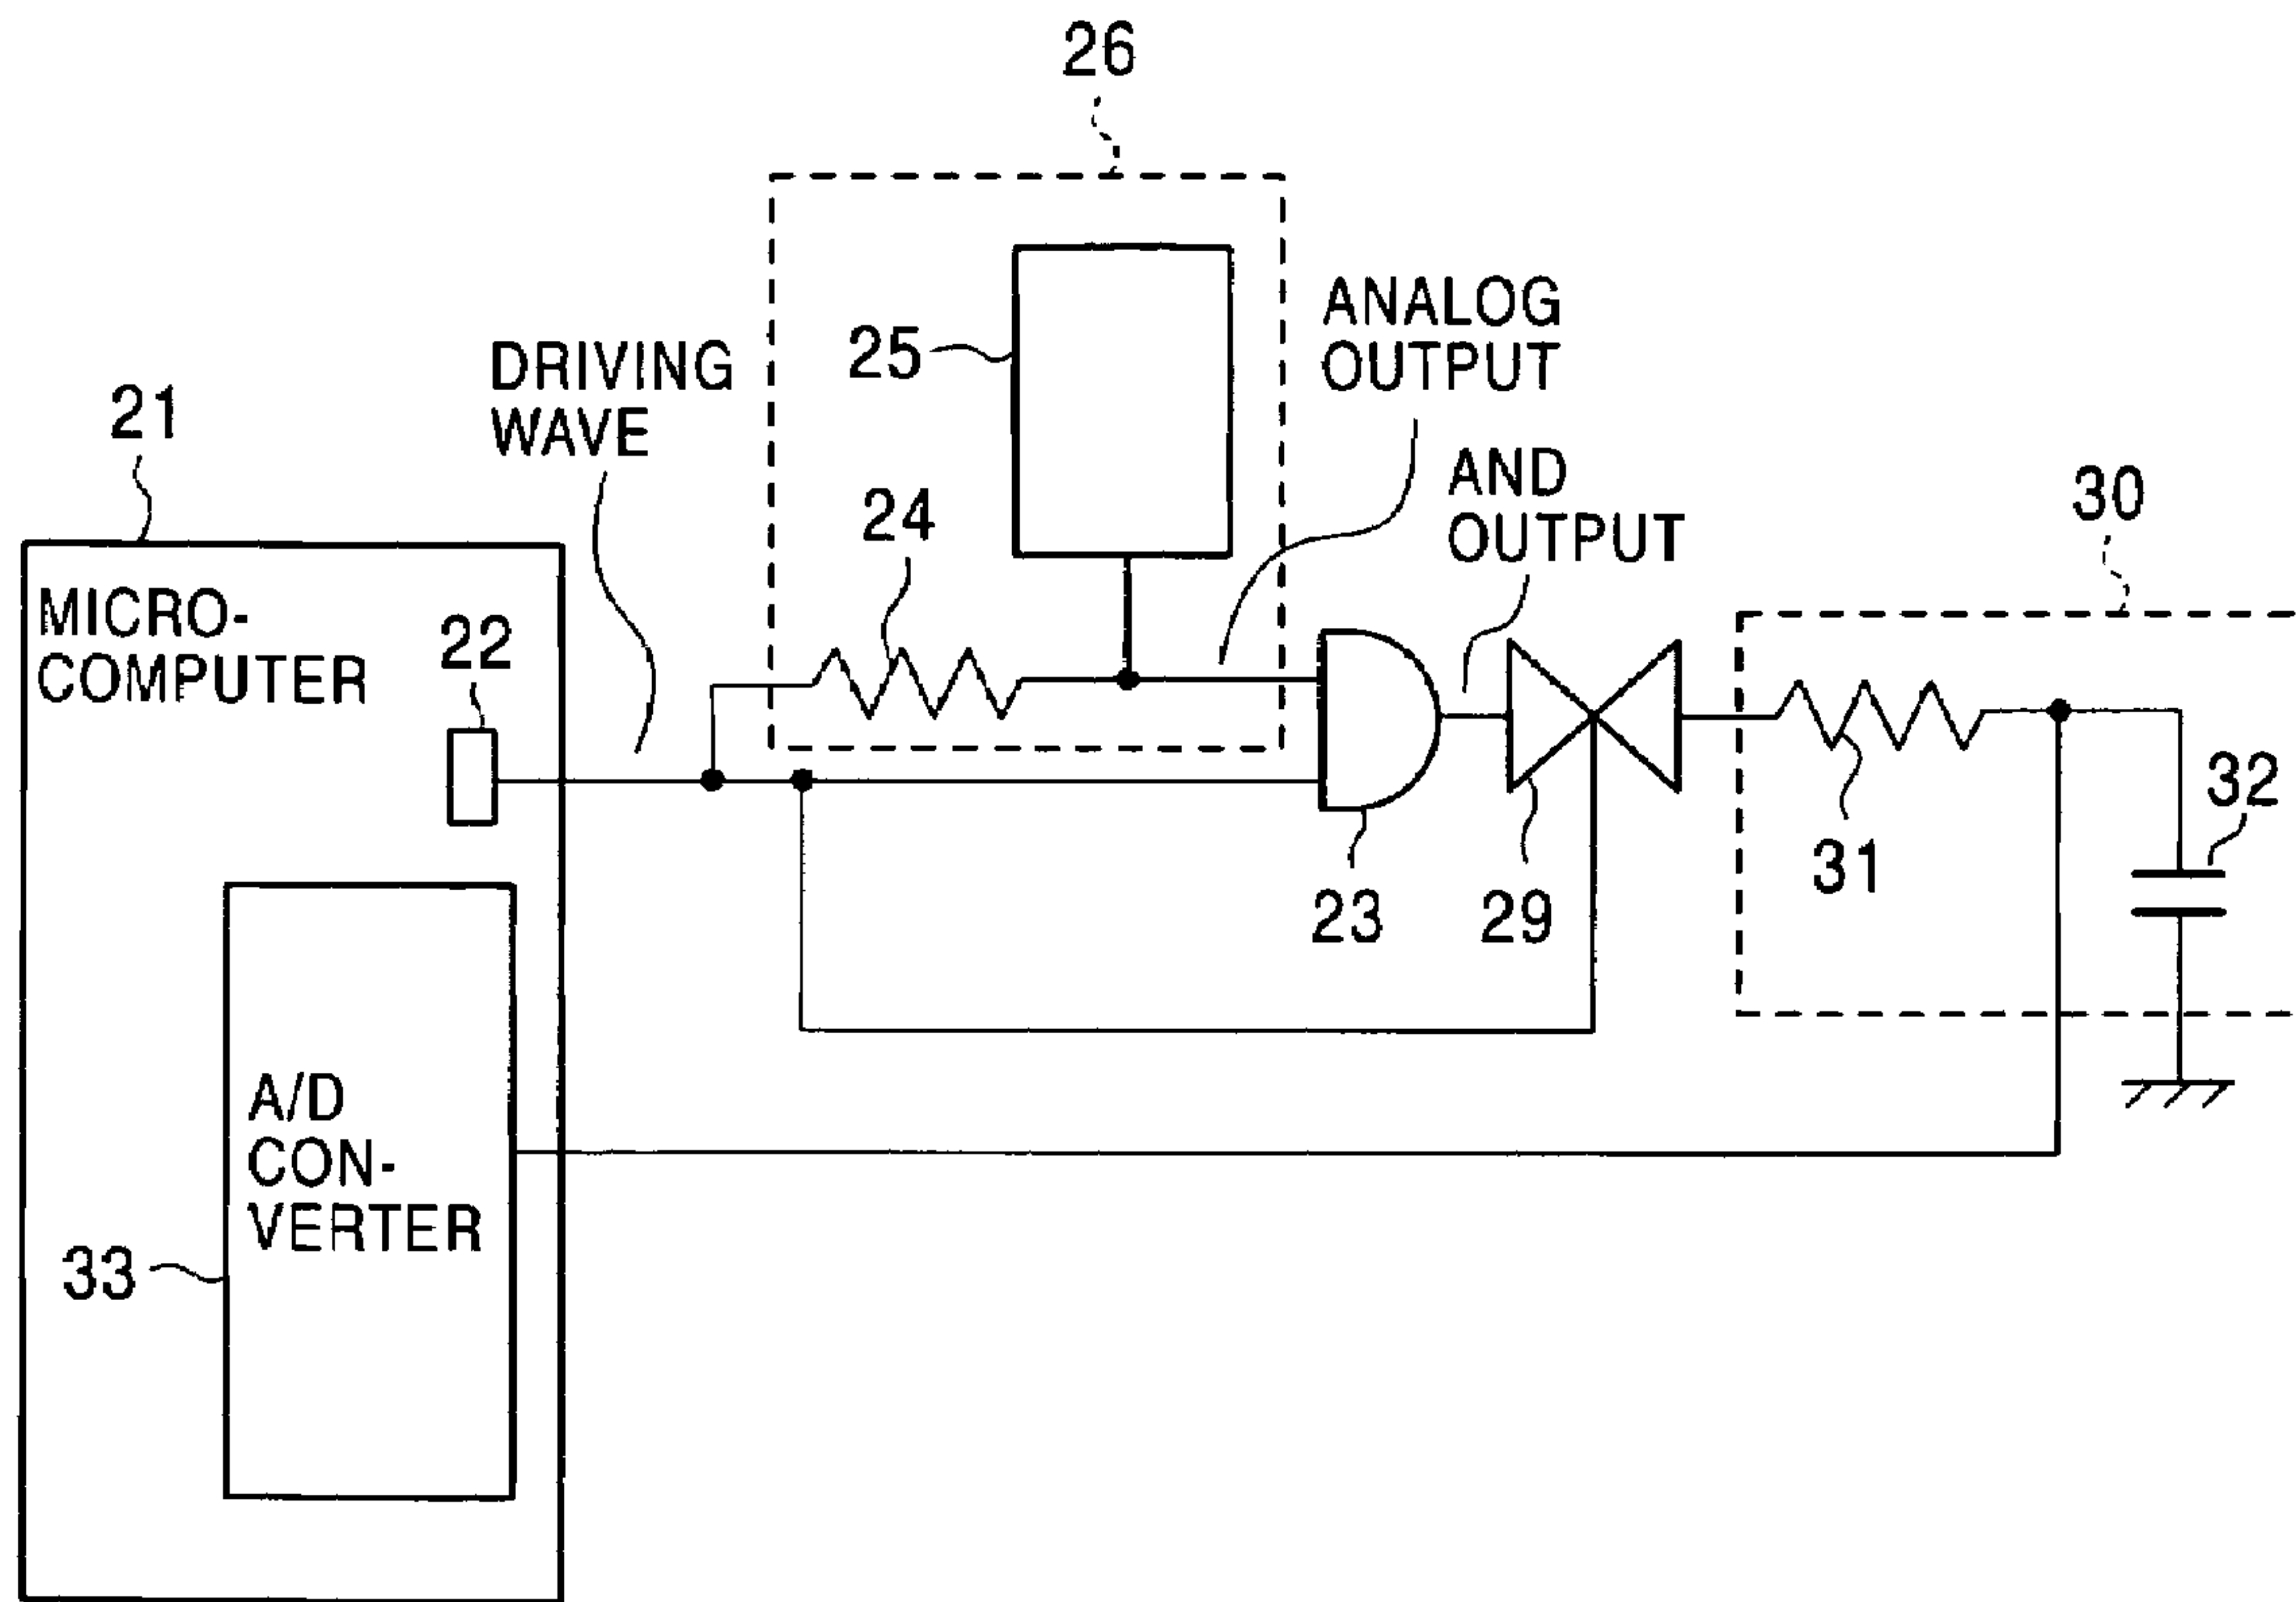 26
ANALOG
OUTPUT
25
DRIVING
WAVE
21
AND
OUTPUT
30
24
MICRO-
COMPUTER
22
32
31
23
29
A/D
CON-
VERTER
33